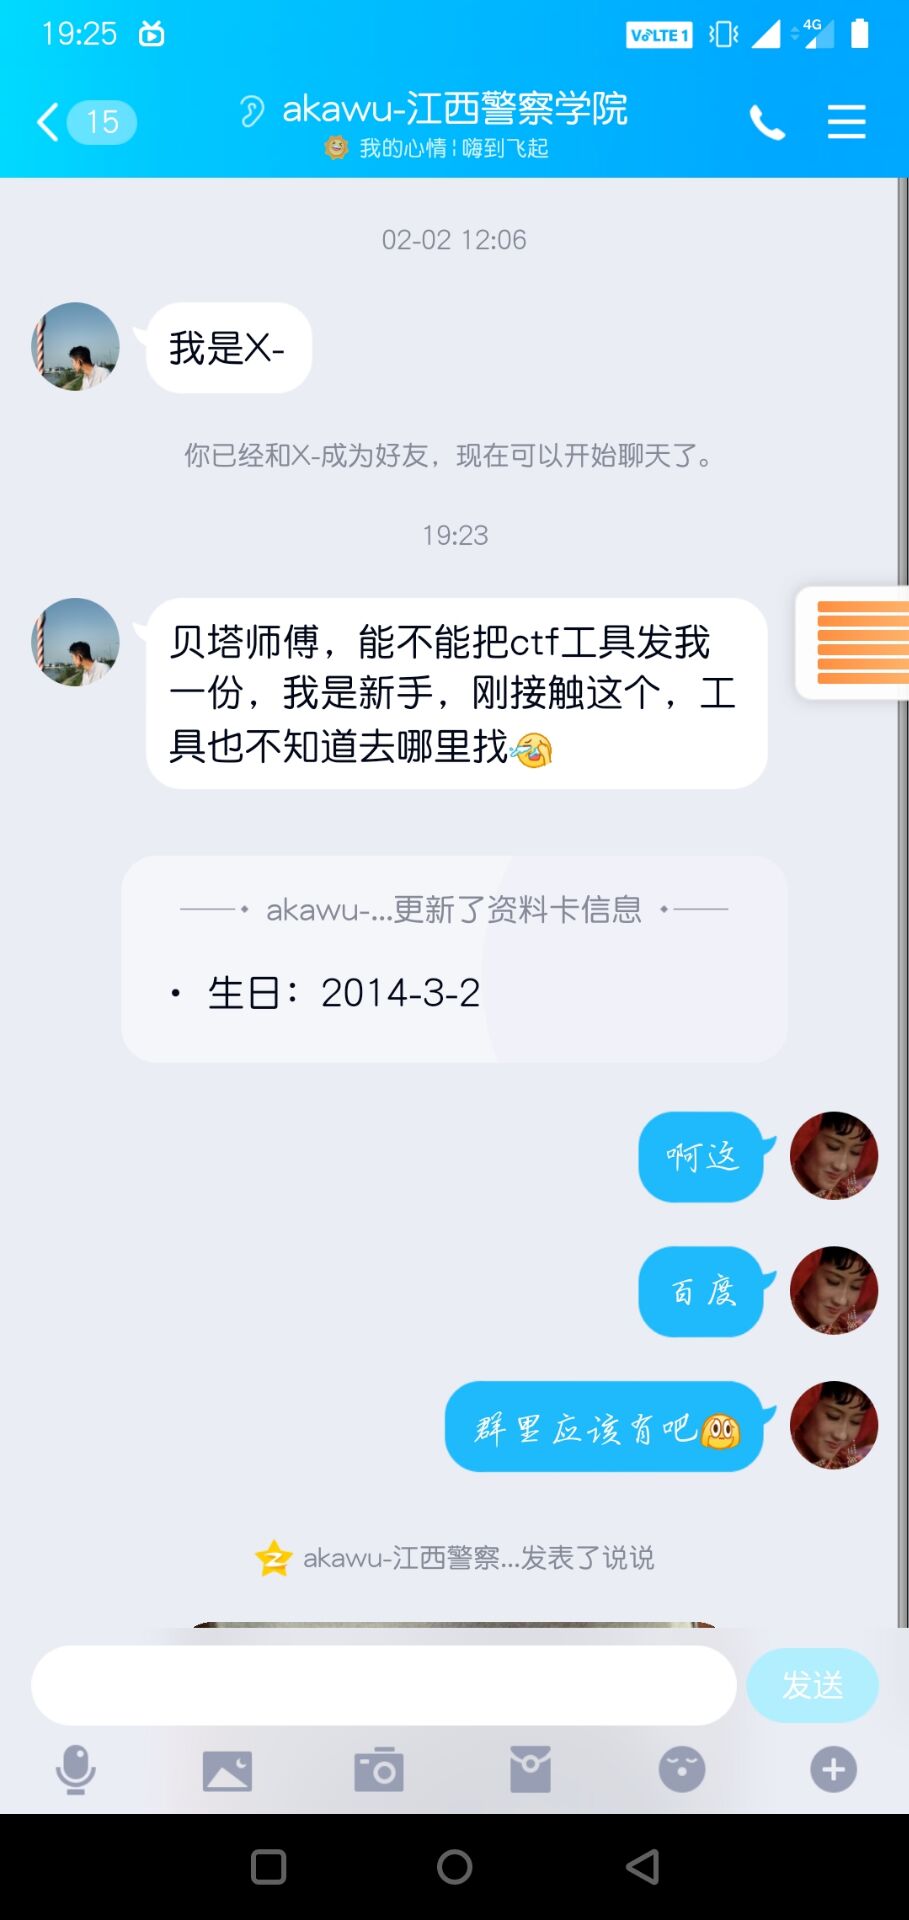 19:25
VoLTE 1
4G
15
akawu-江西警察学院
我的心情|嗨到飞起
02-02 12:06
我是X-
你已经和X-成为好友，现在可以开始聊天了。
19:23
贝塔师傅，能不能把ctf工具发我
一份，我是新手，刚接触这个，工
具也不知道去哪里找
akawu-...更新了资料卡信息
• 生日：2014-3-2
啊这
百度
群里应该有吧
akawu-江西警察...发表了说说
发送